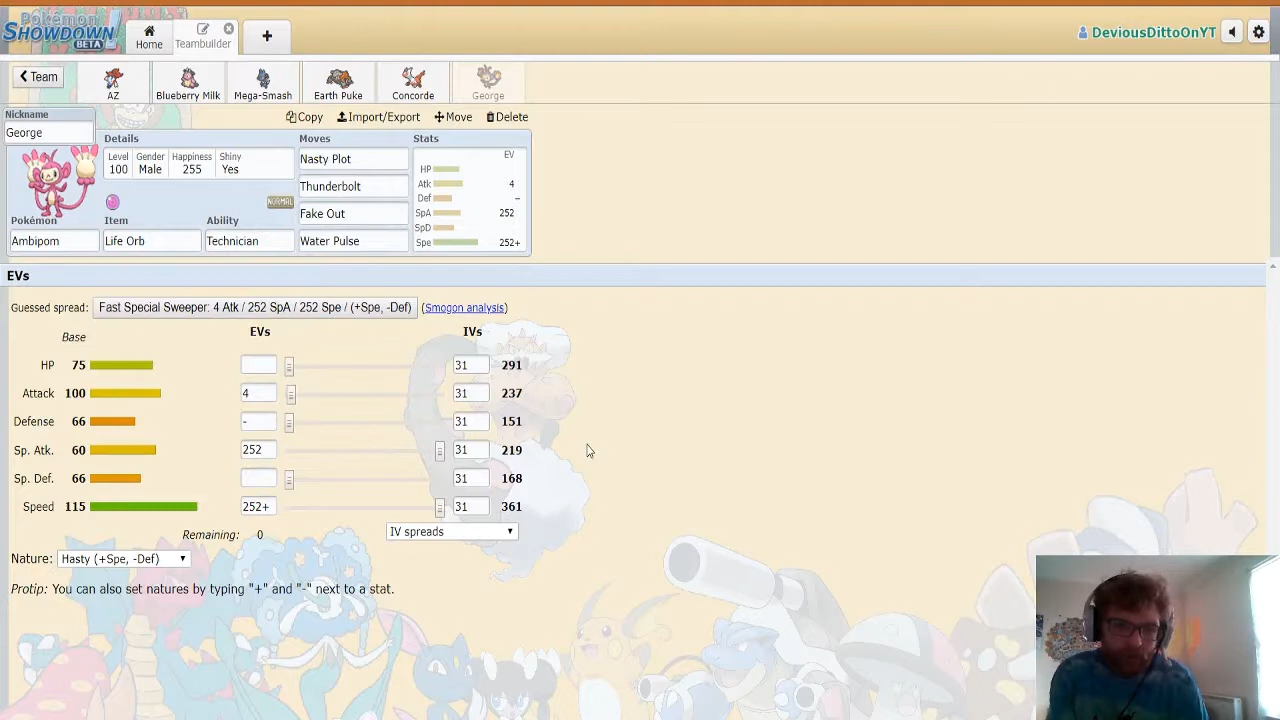 Pokémon
SHOWDOWN
BETA
Home
Teambuilder
+
DeviousDittoOnYT
Team
AZ
Blueberry Milk
Mega-Smash
Earth Puke
Concorde
George
Nickname
George
Copy
Import/Export
Move
Delete
Details
Level
100
Gender
Male
Happiness
255
Shiny
Yes
NORMAL
Pokémon
Ambipom
Item
Life Orb
Ability
Technician
Moves
Nasty Plot
Thunderbolt
Fake Out
Water Pulse
Stats
EV
HP
Atk 4
Def –
SpA 252
SpD
Spe 252+
EVs
Guessed spread: Fast Special Sweeper: 4 Atk / 252 SpA / 252 Spe / (+Spe, -Def) (Smogon analysis)
Base EVs IVs
HP 75 31 291
Attack 100 4 31 237
Defense 66 - 31 151
Sp. Atk. 60 252 31 219
Sp. Def. 66 31 168
Speed 115 252+ 31 361
Remaining: 0
IV spreads
Nature: Hasty (+Spe, -Def)
Protip: You can also set natures by typing "+" and "-" next to a stat.